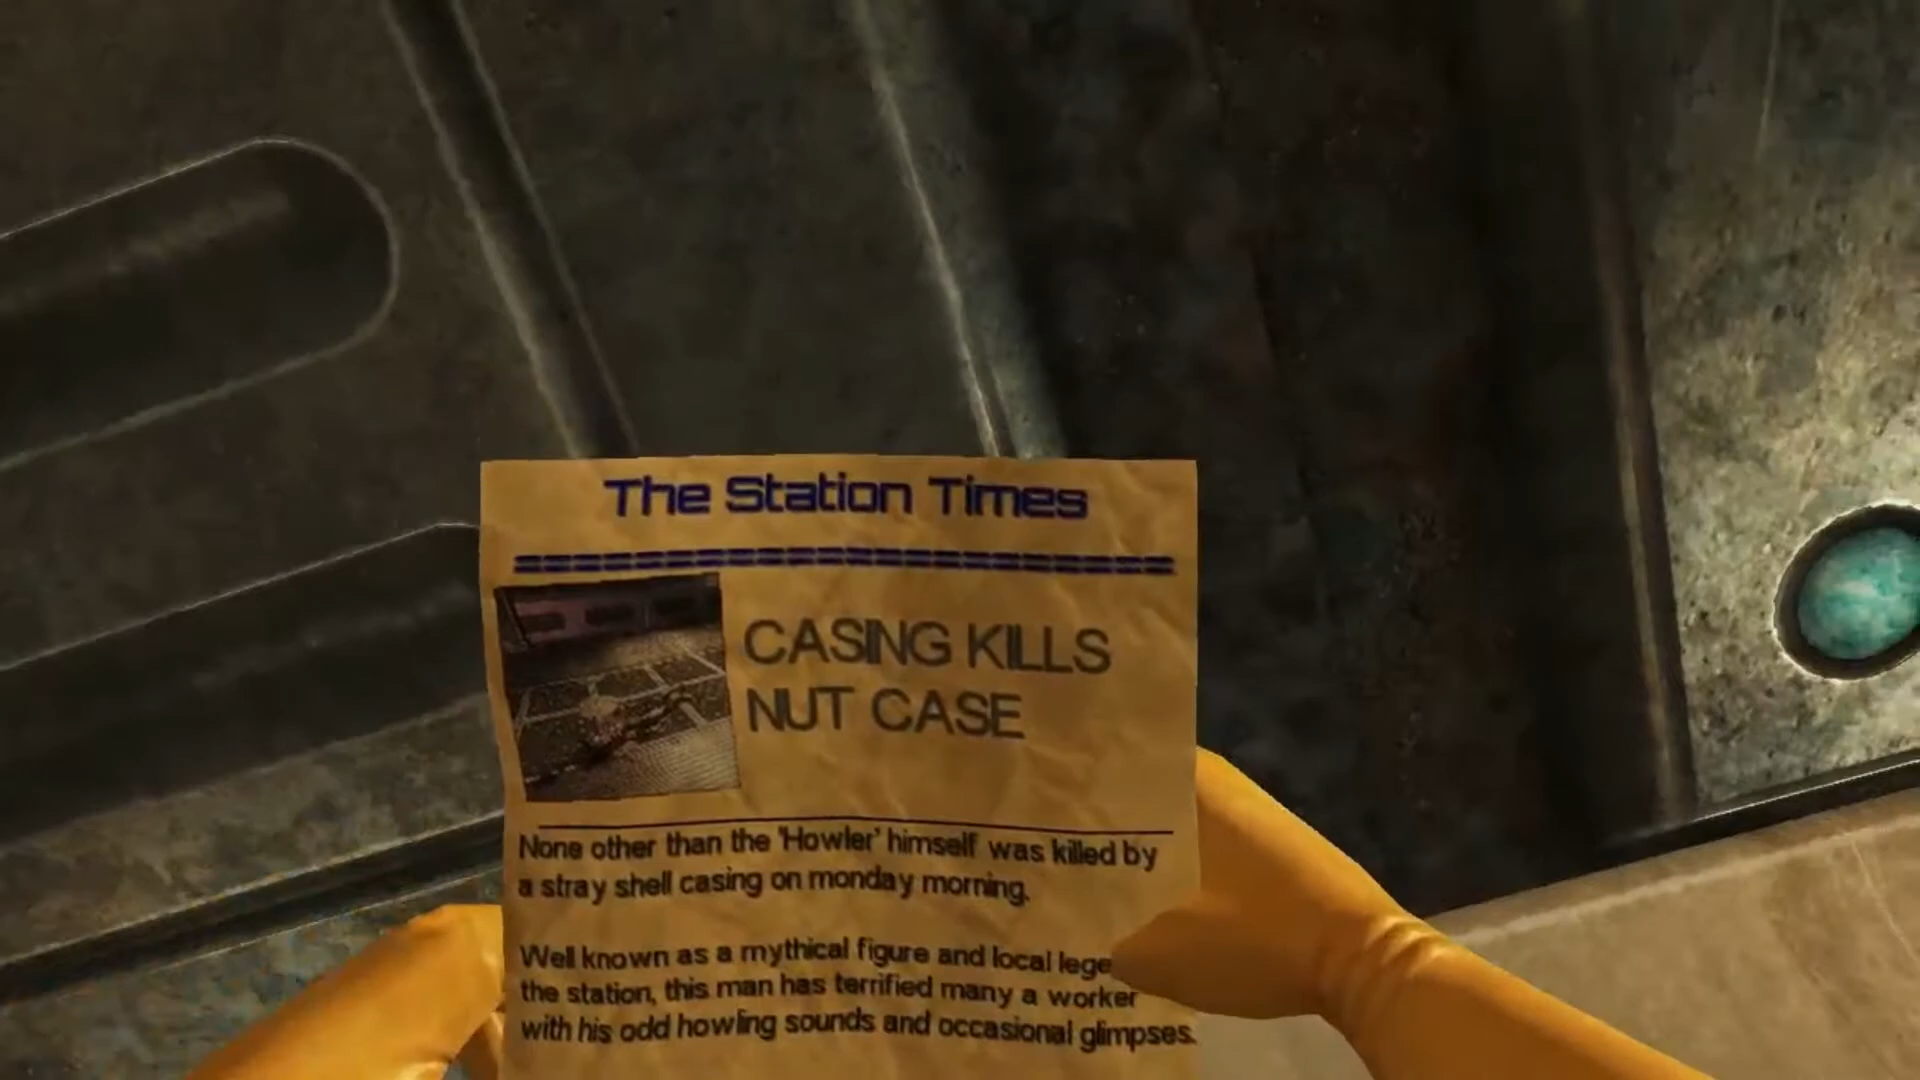 The Station Times
CASING KILLS
NUT CASE
None other than the 'Howler' himself was killed by
a stray shell casing on monday morning.
Well known as a mythical figure and local lege
the station, this man has terrified many a worker
with his odd howling sounds and occasional glimpses.